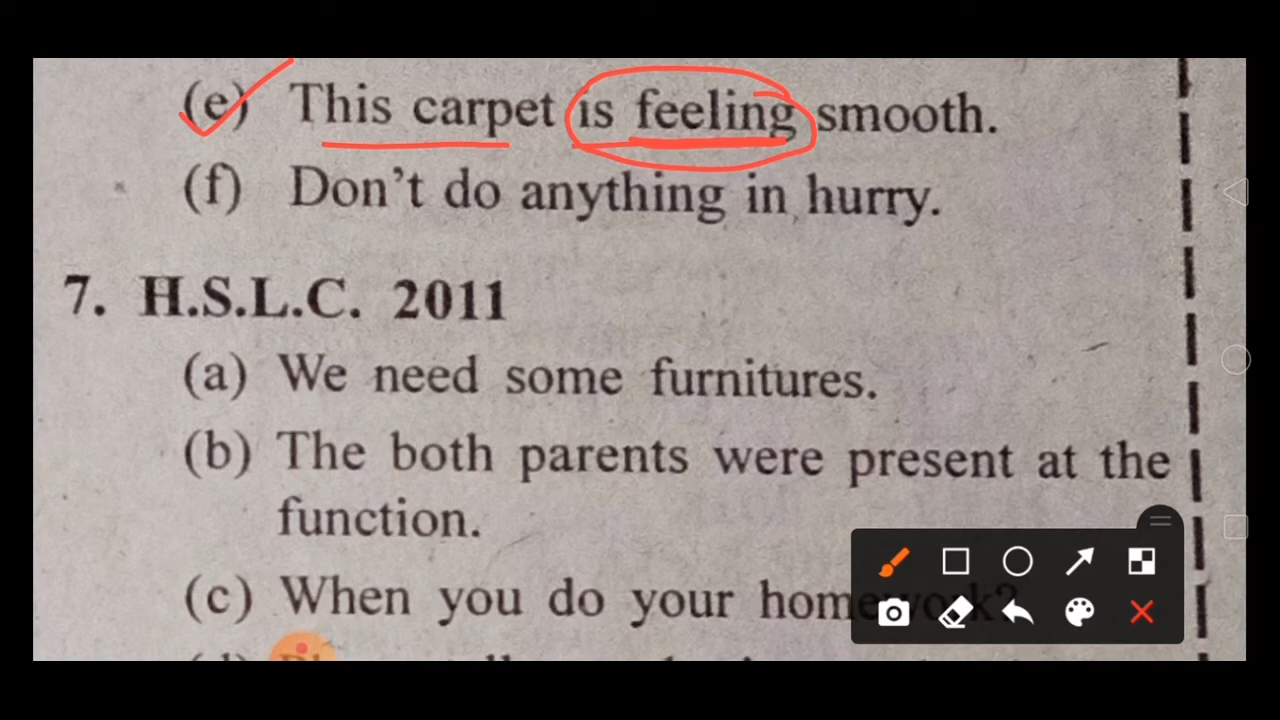 (e) This carpet is feeling smooth.
(f) Don't do anything in hurry.
7. H.S.L.C. 2011
(a) We need some furnitures.
(b) The both parents were present at the
function.
(c) When you do your homework?